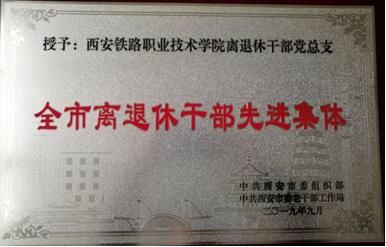 授予：西安铁路职业技术学院离退休干部党总支
全市离退休干部先进集体
中共西安市委组织部
中共西安市委老干部工作局
二〇一九年九月